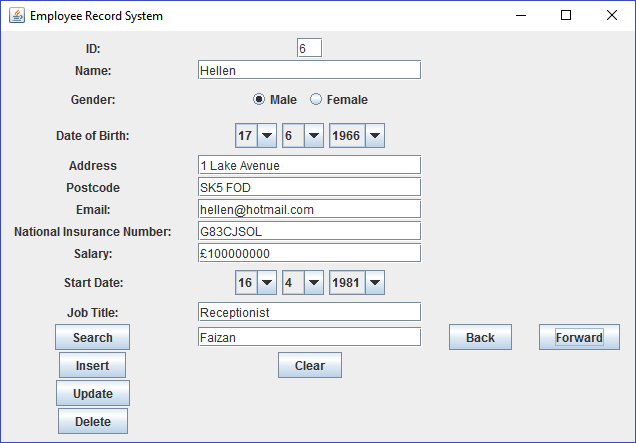 Employee Record System
ID: 6
Name: Hellen
Gender: Male Female
Date of Birth: 17 6 1966
Address 1 Lake Avenue
Postcode SK5 FOD
Email: hellen@hotmail.com
National Insurance Number: G83CJSOL
Salary: £100000000
Start Date: 16 4 1981
Job Title: Receptionist
Search Faizan Back Forward
Insert Clear
Update
Delete